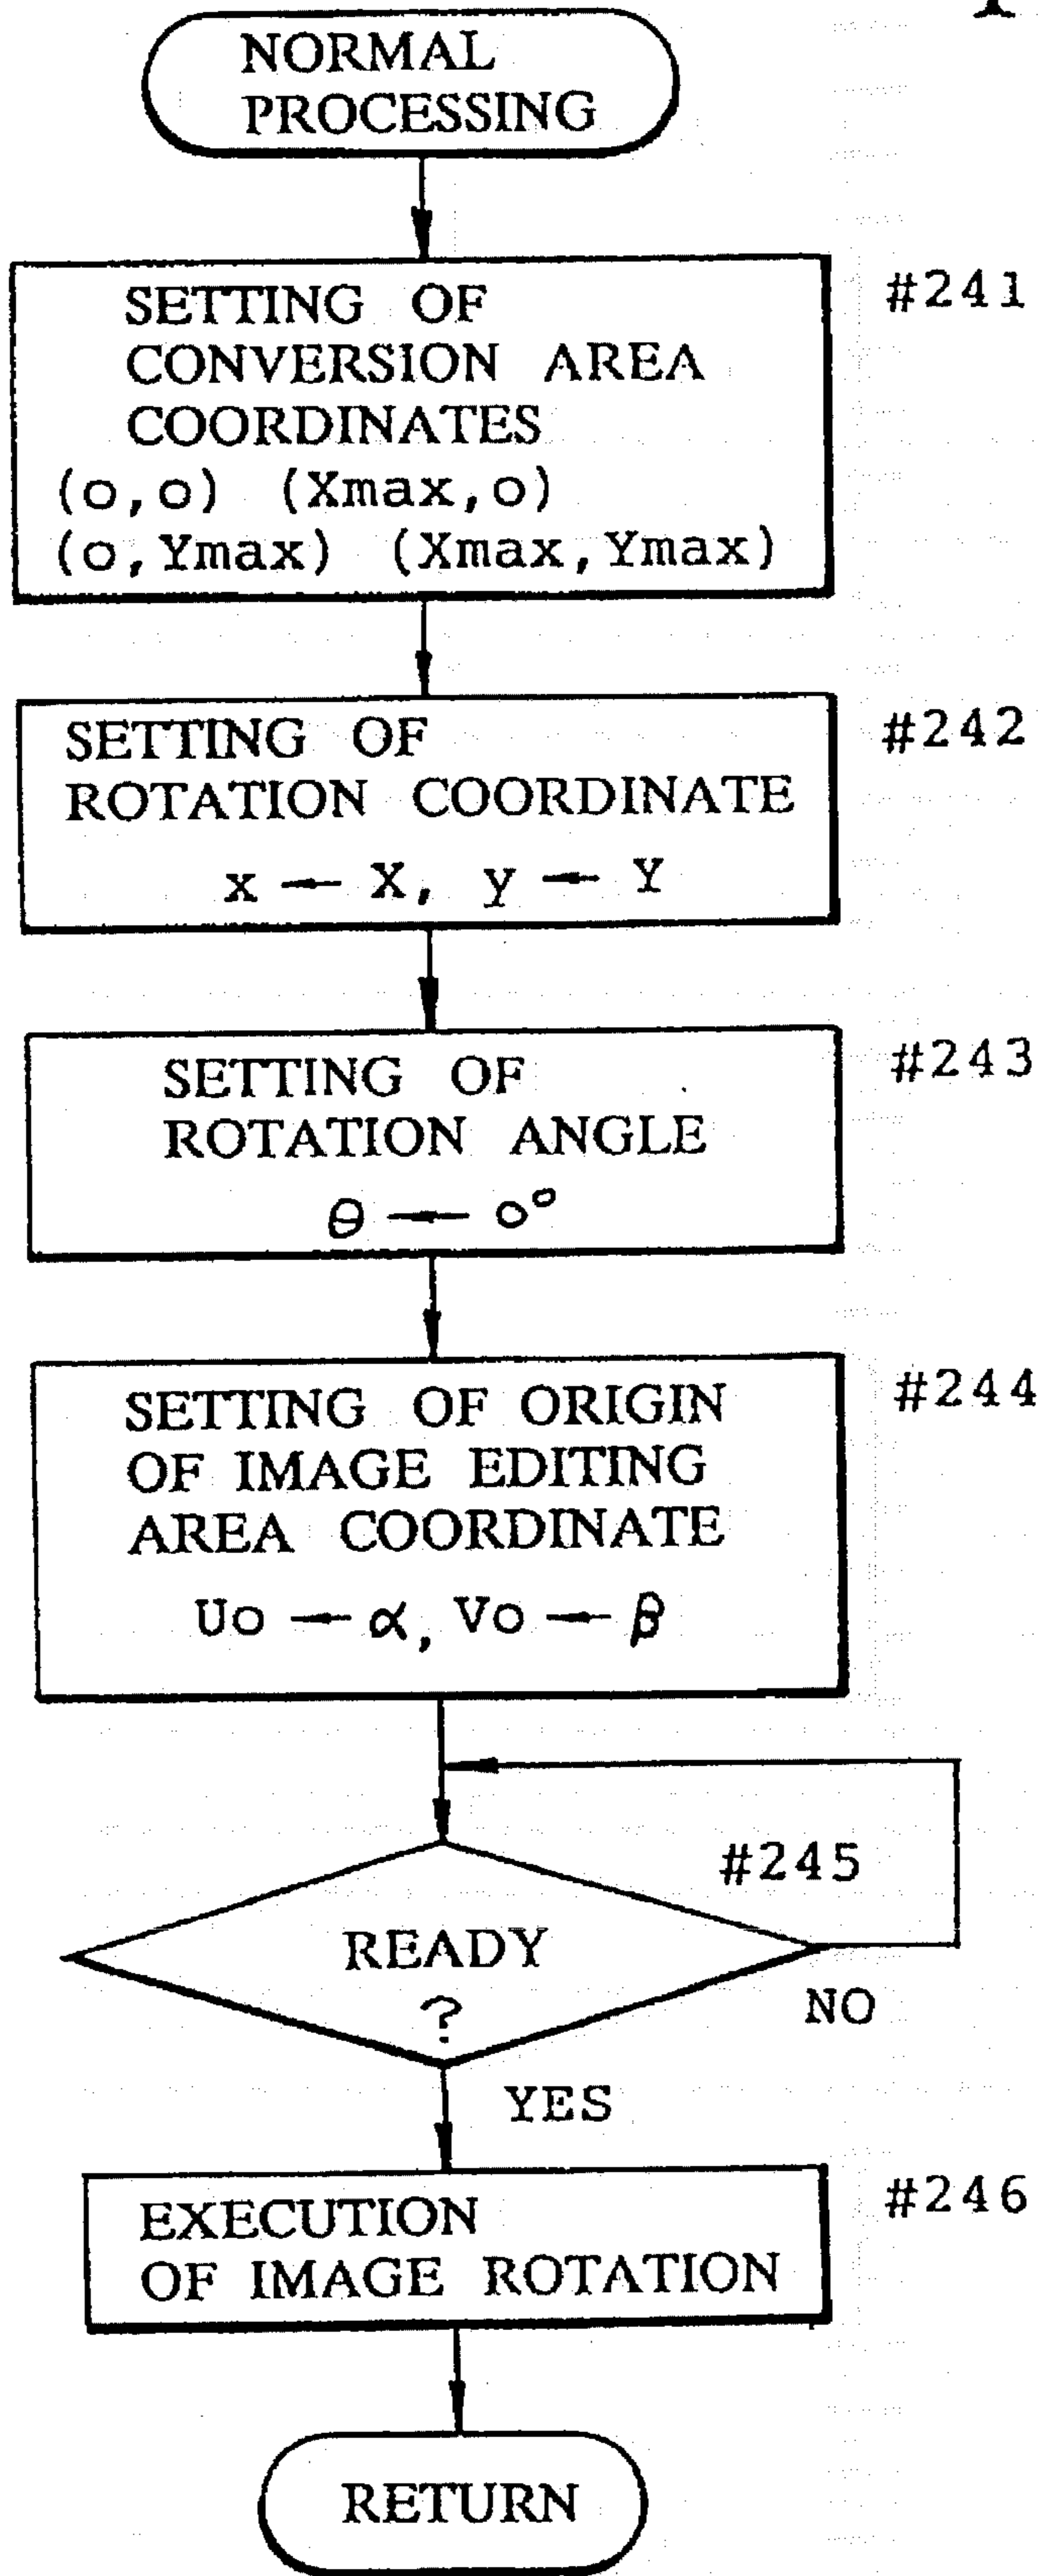 NORMAL
PROCESSING
SETTING OF
CONVERSION AREA
COORDINATES
(o,o) (Xmax,o)
(o,Ymax) (Xmax,Ymax)
#241
SETTING OF
ROTATION COORDINATE
x ← X, y ← Y
#242
SETTING OF
ROTATION ANGLE
θ ← o°
#243
SETTING OF ORIGIN
OF IMAGE EDITING
AREA COORDINATE
Uo ← α, Vo ← β
#244
#245
READY
?
NO
YES
EXECUTION
OF IMAGE ROTATION
#246
RETURN